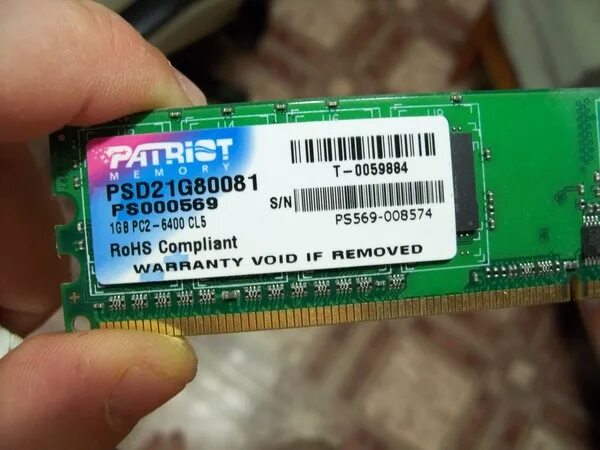 PATRIOT
MEMORY
PSD21G80081
PS000569
1GB PC2-6400 CL5
RoHS Compliant
T-0059884
S/N
PS569-008574
WARRANTY VOID IF REMOVED